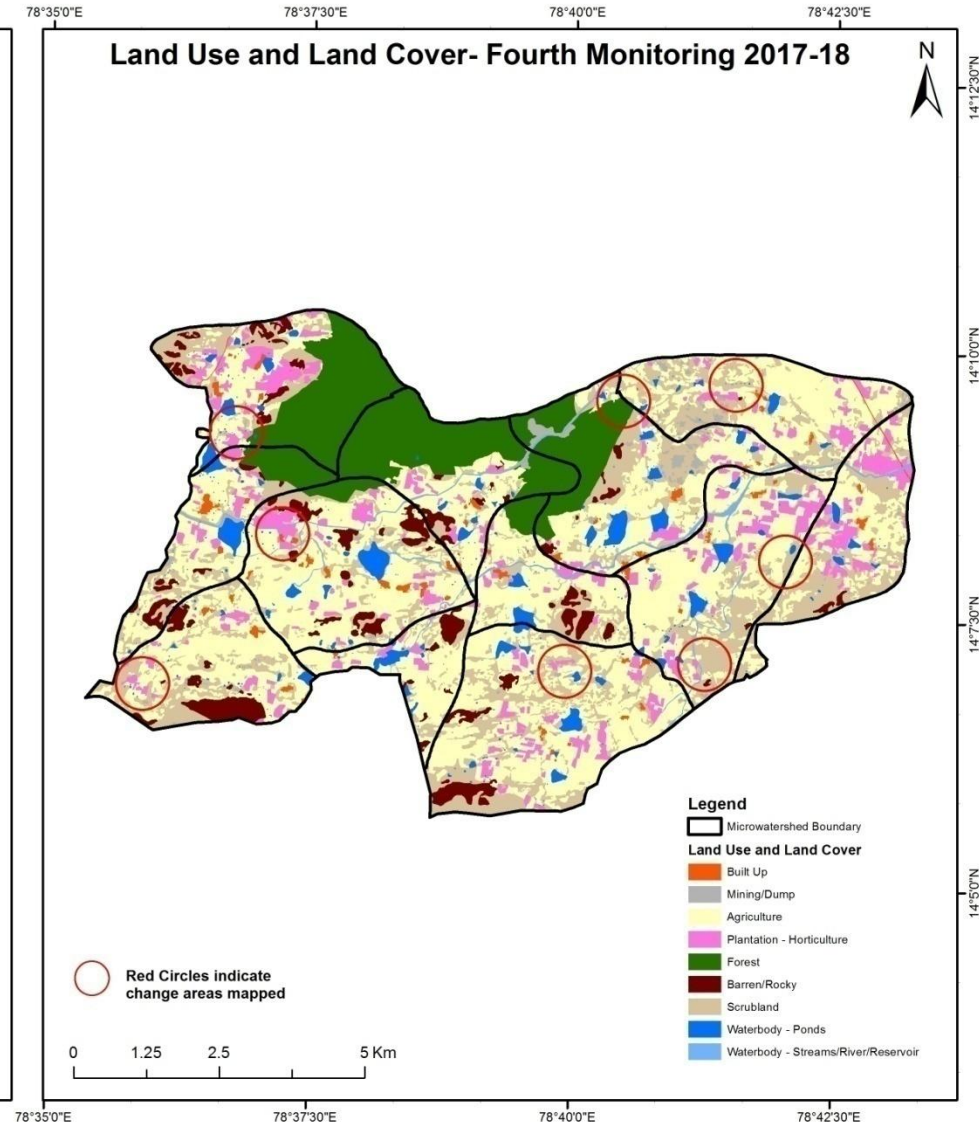 78°35'0"E 78°37'30"E 78°40'0"E 78°42'30"E
Land Use and Land Cover- Fourth Monitoring 2017-18
N
14°12'30"N
14°10'0"N
14°7'30"N
14°5'0"N
Legend
Microwatershed Boundary
Land Use and Land Cover
Built Up
Mining/Dump
Agriculture
Plantation - Horticulture
Forest
Barren/Rocky
Scrubland
Waterbody - Ponds
Waterbody - Streams/River/Reservoir
Red Circles indicate
change areas mapped
0 1.25 2.5 5 Km
78°35'0"E 78°37'30"E 78°40'0"E 78°42'30"E